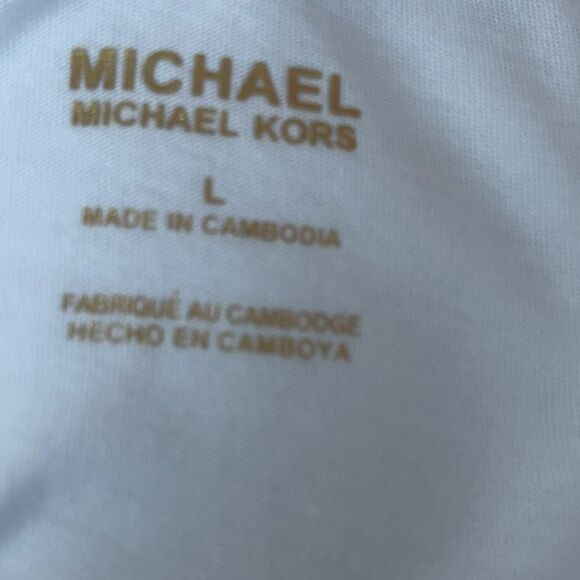 MICHAEL
MICHAEL KORS
L
MADE IN CAMBODIA
FABRIQUÉ AU CAMBODGE
HECHO EN CAMBOYA